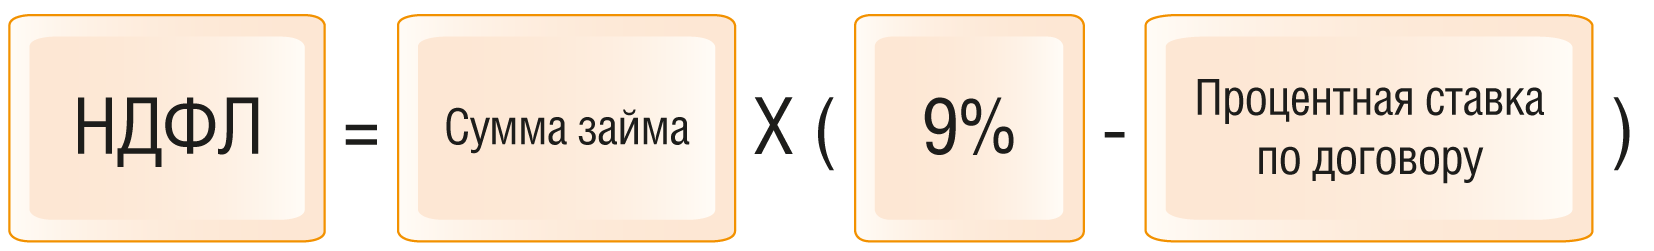 НДФЛ = Сумма займа X ( 9% - Процентная ставка
по договору )